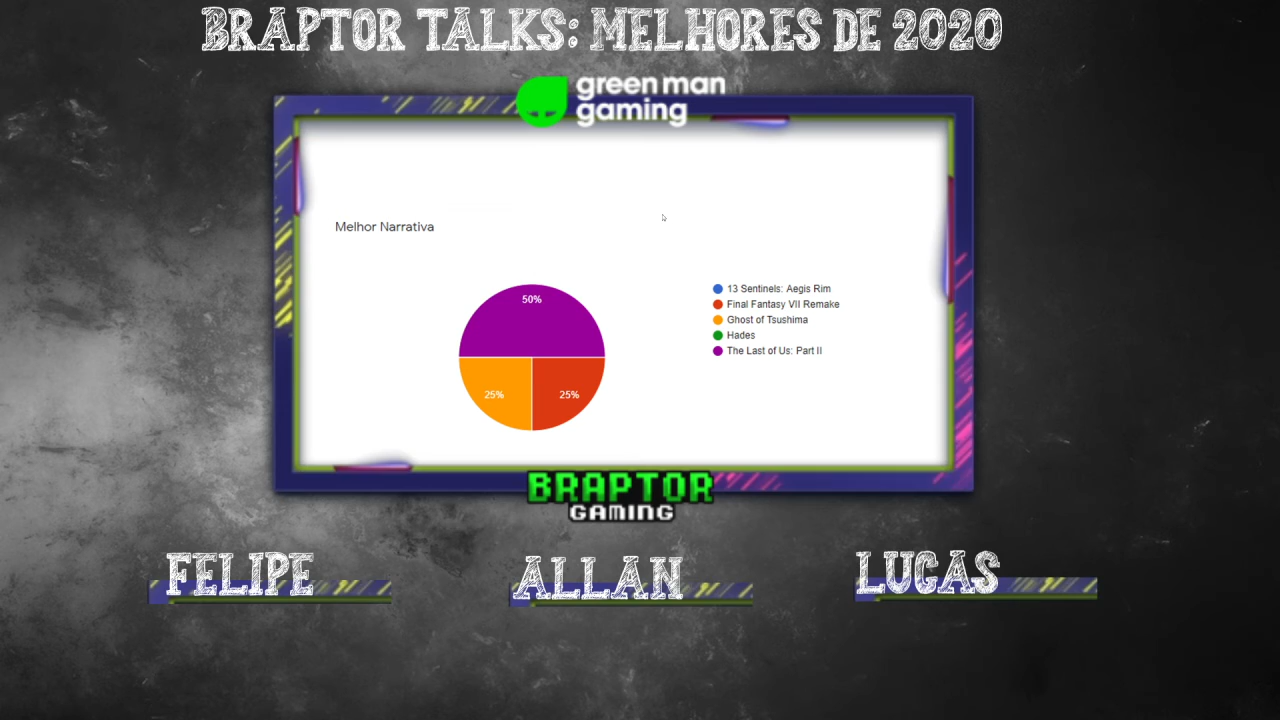 BRAPTOR TALKS: MELHORES DE 2020
green man
gaming
Melhor Narrativa
50%
25%
25%
13 Sentinels: Aegis Rim
Final Fantasy VII Remake
Ghost of Tsushima
Hades
The Last of Us: Part II
BRAPTOR
GAMING
FELIPE
ALLAN
LUCAS